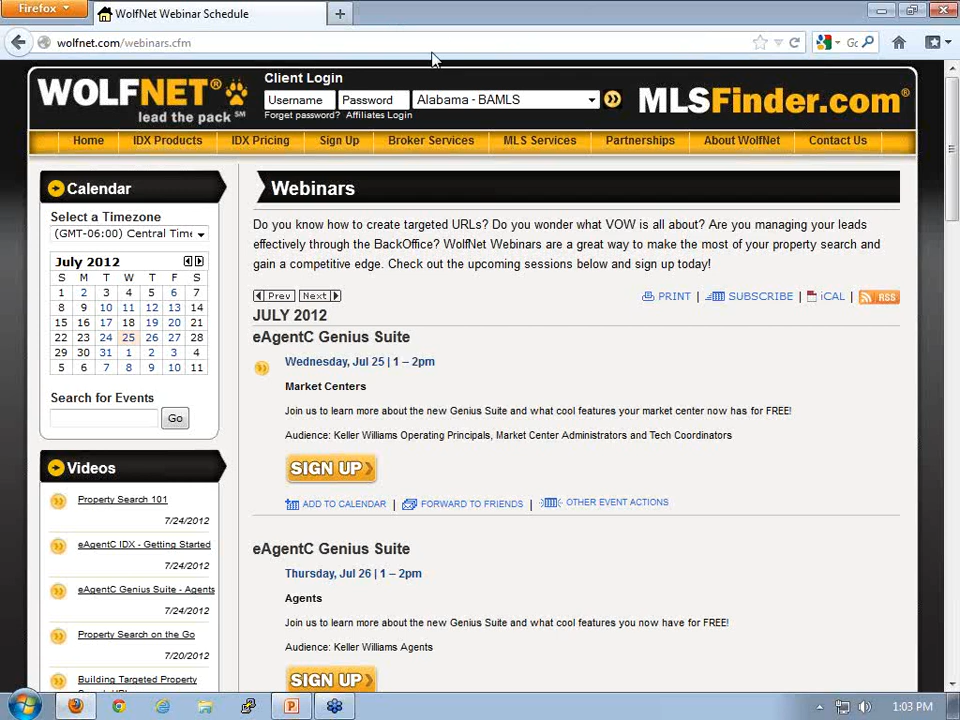 Firefox
WolfNet Webinar Schedule
wolfnet.com/webinars.cfm
WOLFNET®
lead the pack SM
Client Login
Username
Password
Alabama - BAMLS
Forget password? Affiliates Login
MLSFinder.com®
Home
IDX Products
IDX Pricing
Sign Up
Broker Services
MLS Services
Partnerships
About WolfNet
Contact Us
Calendar
Select a Timezone
(GMT-06:00) Central Time
July 2012
S M T W T F S
1 2 3 4 5 6 7
8 9 10 11 12 13 14
15 16 17 18 19 20 21
22 23 24 25 26 27 28
29 30 31 1 2 3 4
5 6 7 8 9 10 11
Search for Events
Go
Videos
Property Search 101
7/24/2012
eAgentC IDX - Getting Started
7/24/2012
eAgentC Genius Suite - Agents
7/24/2012
Property Search on the Go
7/20/2012
Building Targeted Property
Webinars
Do you know how to create targeted URLs? Do you wonder what VOW is all about? Are you managing your leads
effectively through the BackOffice? WolfNet Webinars are a great way to make the most of your property search and
gain a competitive edge. Check out the upcoming sessions below and sign up today!
Prev
Next
PRINT
SUBSCRIBE
iCAL
RSS
JULY 2012
eAgentC Genius Suite
Wednesday, Jul 25 | 1 – 2pm
Market Centers
Join us to learn more about the new Genius Suite and what cool features your market center now has for FREE!
Audience: Keller Williams Operating Principals, Market Center Administrators and Tech Coordinators
SIGN UP
ADD TO CALENDAR | FORWARD TO FRIENDS | OTHER EVENT ACTIONS
eAgentC Genius Suite
Thursday, Jul 26 | 1 – 2pm
Agents
Join us to learn more about the new Genius Suite and what cool features you now have for FREE!
Audience: Keller Williams Agents
SIGN UP
1:03 PM